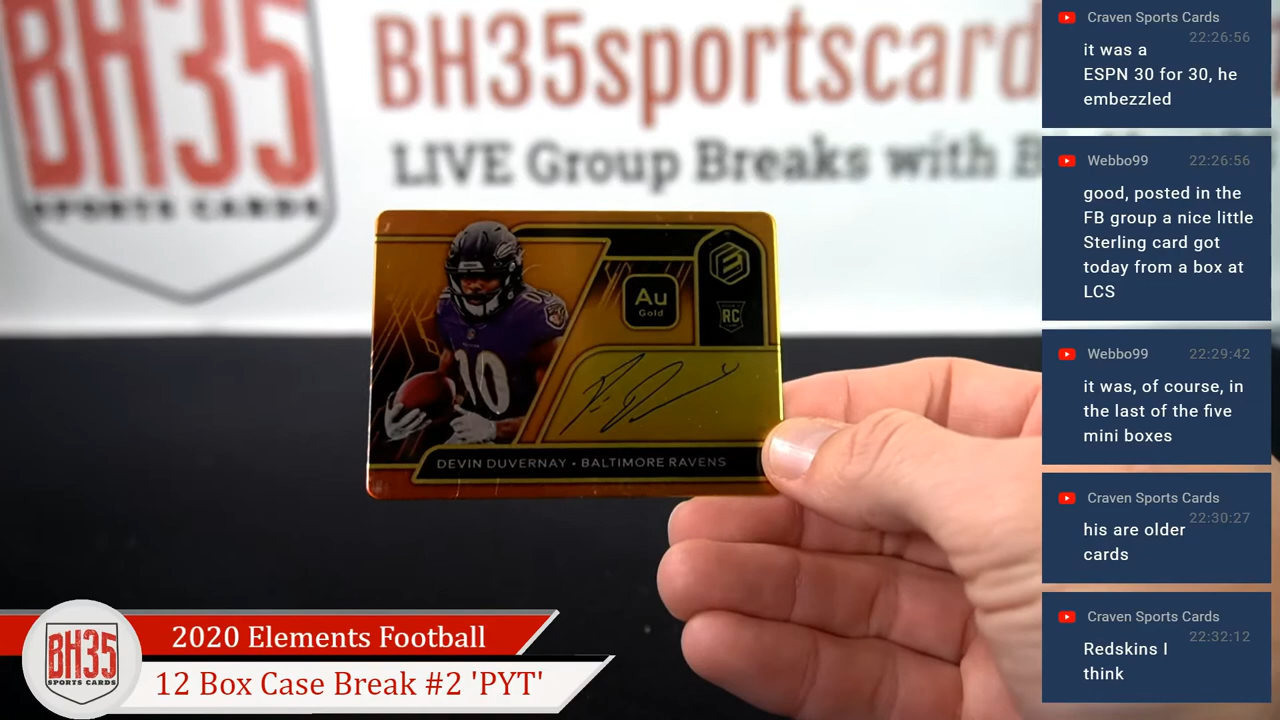 BH35
SPORTS CARDS
BH35sportscard
LIVE Group Breaks with B
Au
Gold
RC
10
DEVIN DUVERNAY • BALTIMORE RAVENS
2020 Elements Football
12 Box Case Break #2 'PYT'
BH35
SPORTS CARDS
Craven Sports Cards
22:26:56
it was a
ESPN 30 for 30, he
embezzled
Webbo99 22:26:56
good, posted in the
FB group a nice little
Sterling card got
today from a box at
LCS
Webbo99 22:29:42
it was, of course, in
the last of the five
mini boxes
Craven Sports Cards
22:30:27
his are older
cards
Craven Sports Cards
22:32:12
Redskins I
think